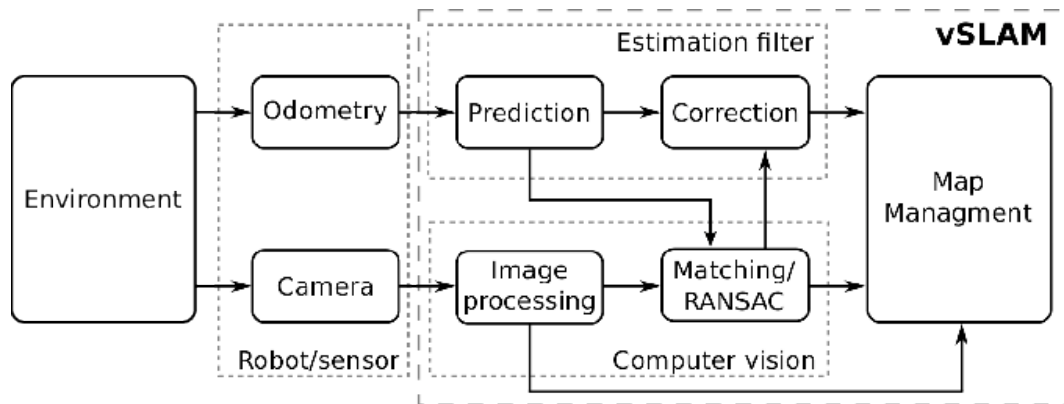 vSLAM
Estimation filter
Odometry
Prediction
Correction
Environment
Map
Managment
Camera
Image
processing
Matching/
RANSAC
Robot/sensor
Computer vision